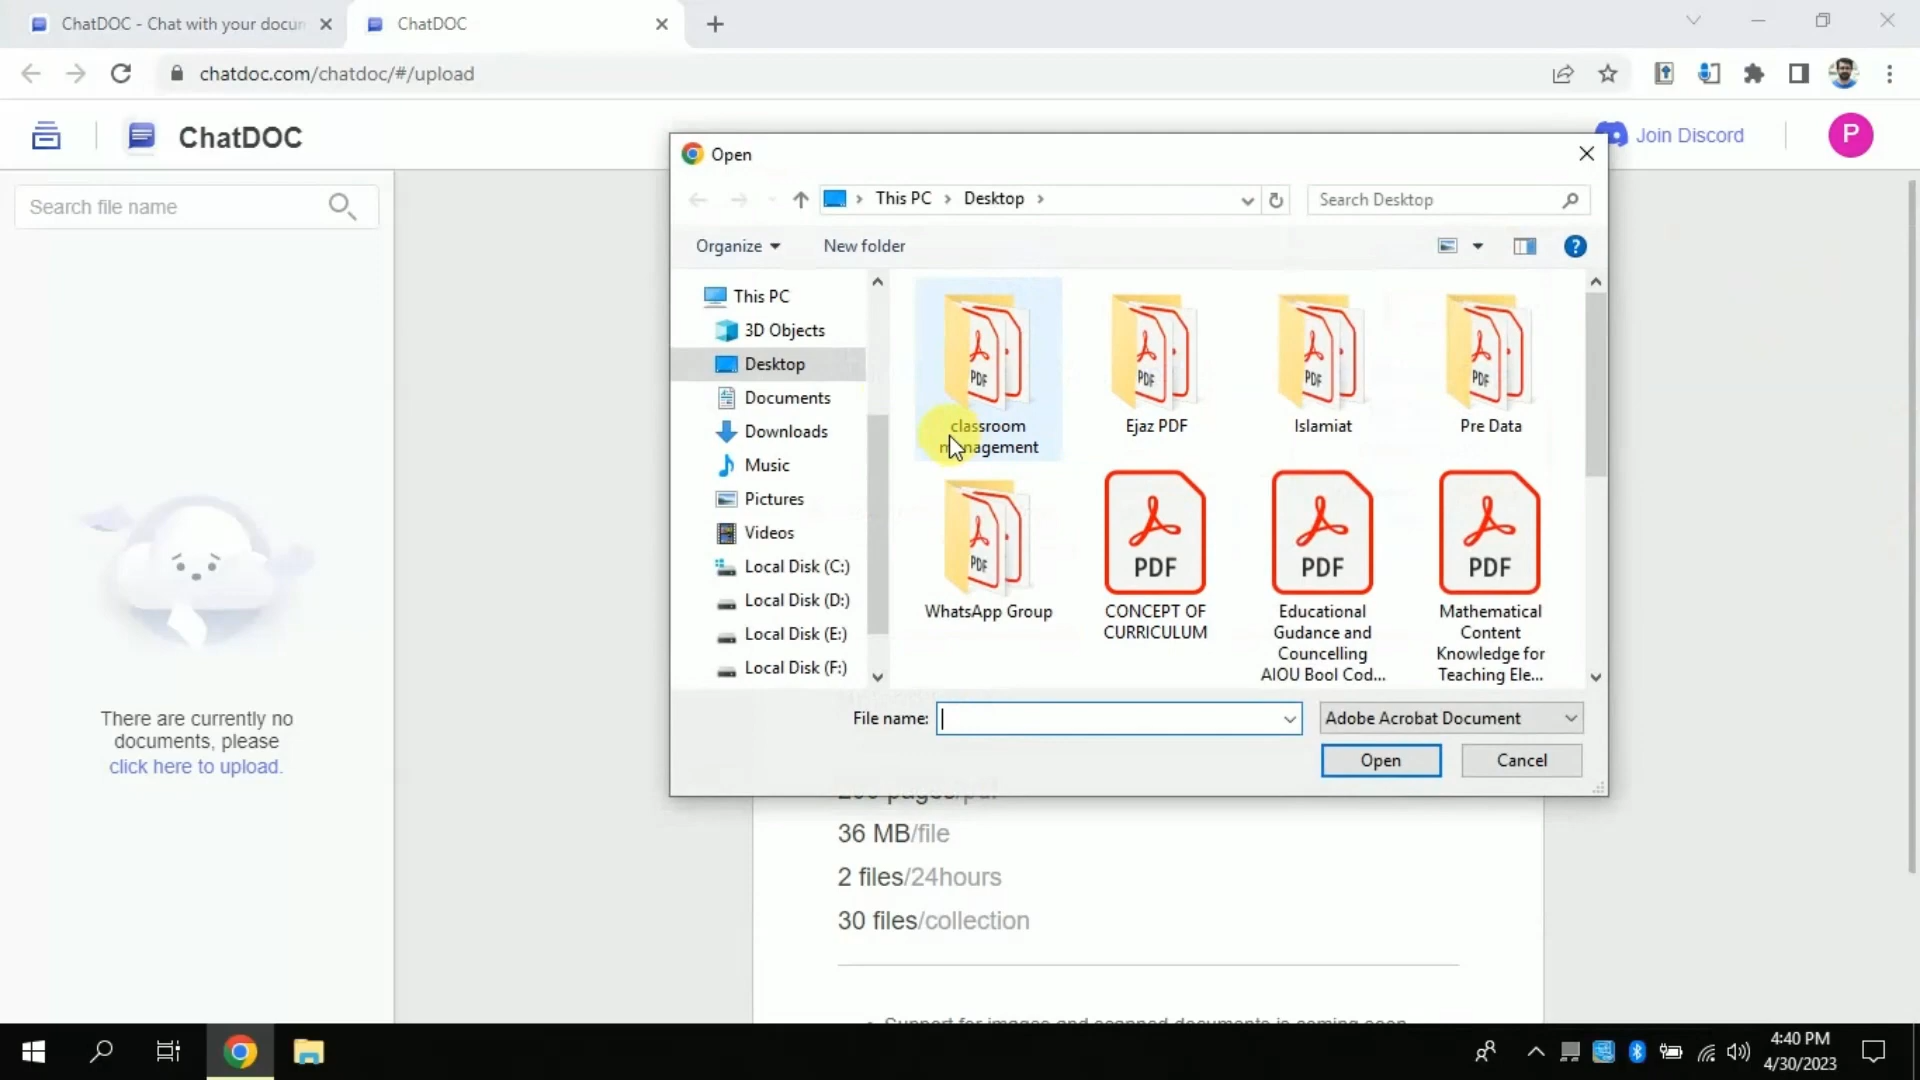 ChatDOC - Chat with your docum
ChatDOC
chatdoc.com/chatdoc/#/upload
ChatDOC
Join Discord
P
Search file name
There are currently no
documents, please
click here to upload.
Open
This PC
Desktop
Search Desktop
Organize
New folder
?
This PC
3D Objects
Desktop
Documents
Downloads
Music
Pictures
Videos
Local Disk (C:)
Local Disk (D:)
Local Disk (E:)
Local Disk (F:)
PDF
PDF
PDF
PDF
classroom
management
Ejaz PDF
Islamiat
Pre Data
PDF
PDF
PDF
PDF
WhatsApp Group
CONCEPT OF
CURRICULUM
Educational
Gudance and
Councelling
AIOU Bool Cod...
Mathematical
Content
Knowledge for
Teaching Ele...
File name:
Adobe Acrobat Document
Open
Cancel
pages/pdf
36 MB/file
2 files/24hours
30 files/collection
Support for images and scanned documents is coming soon
4:40 PM
4/30/2023